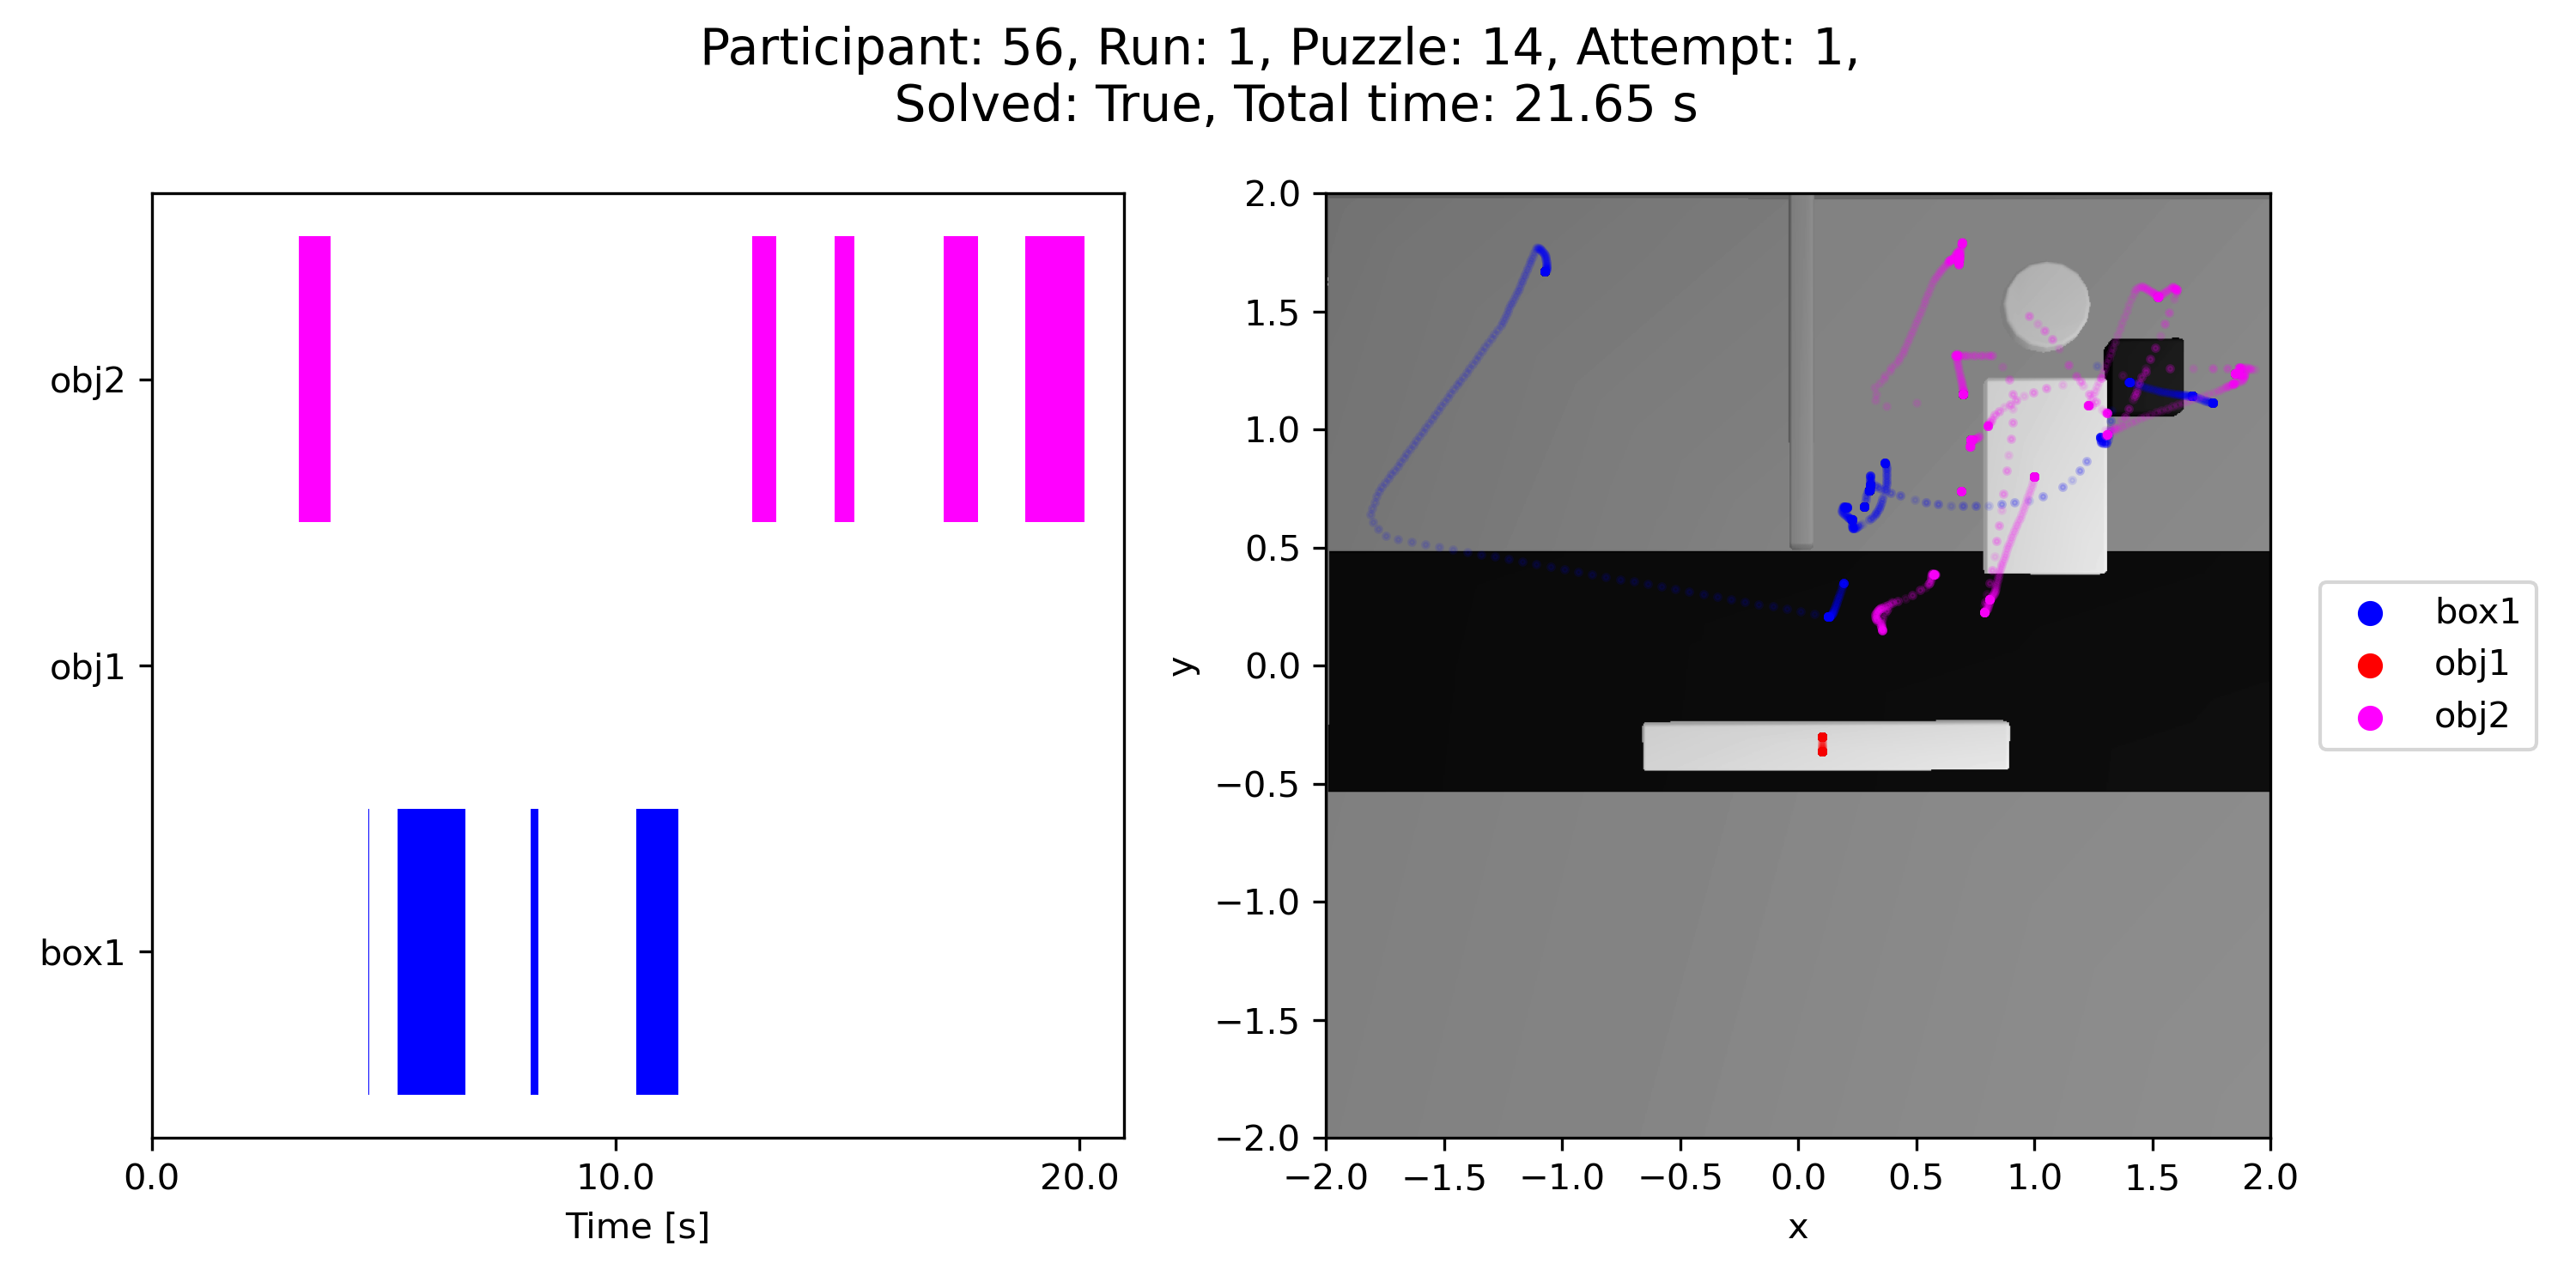 Participant: 56, Run: 1, Puzzle: 14, Attempt: 1,
Solved: True, Total time: 21.65 s
obj2
obj1
box1
0.0
10.0
20.0
Time [s]
2.0
1.5
1.0
0.5
0.0
−0.5
−1.0
−1.5
−2.0
y
−2.0
−1.5
−1.0
−0.5
0.0
0.5
1.0
1.5
2.0
x
box1
obj1
obj2